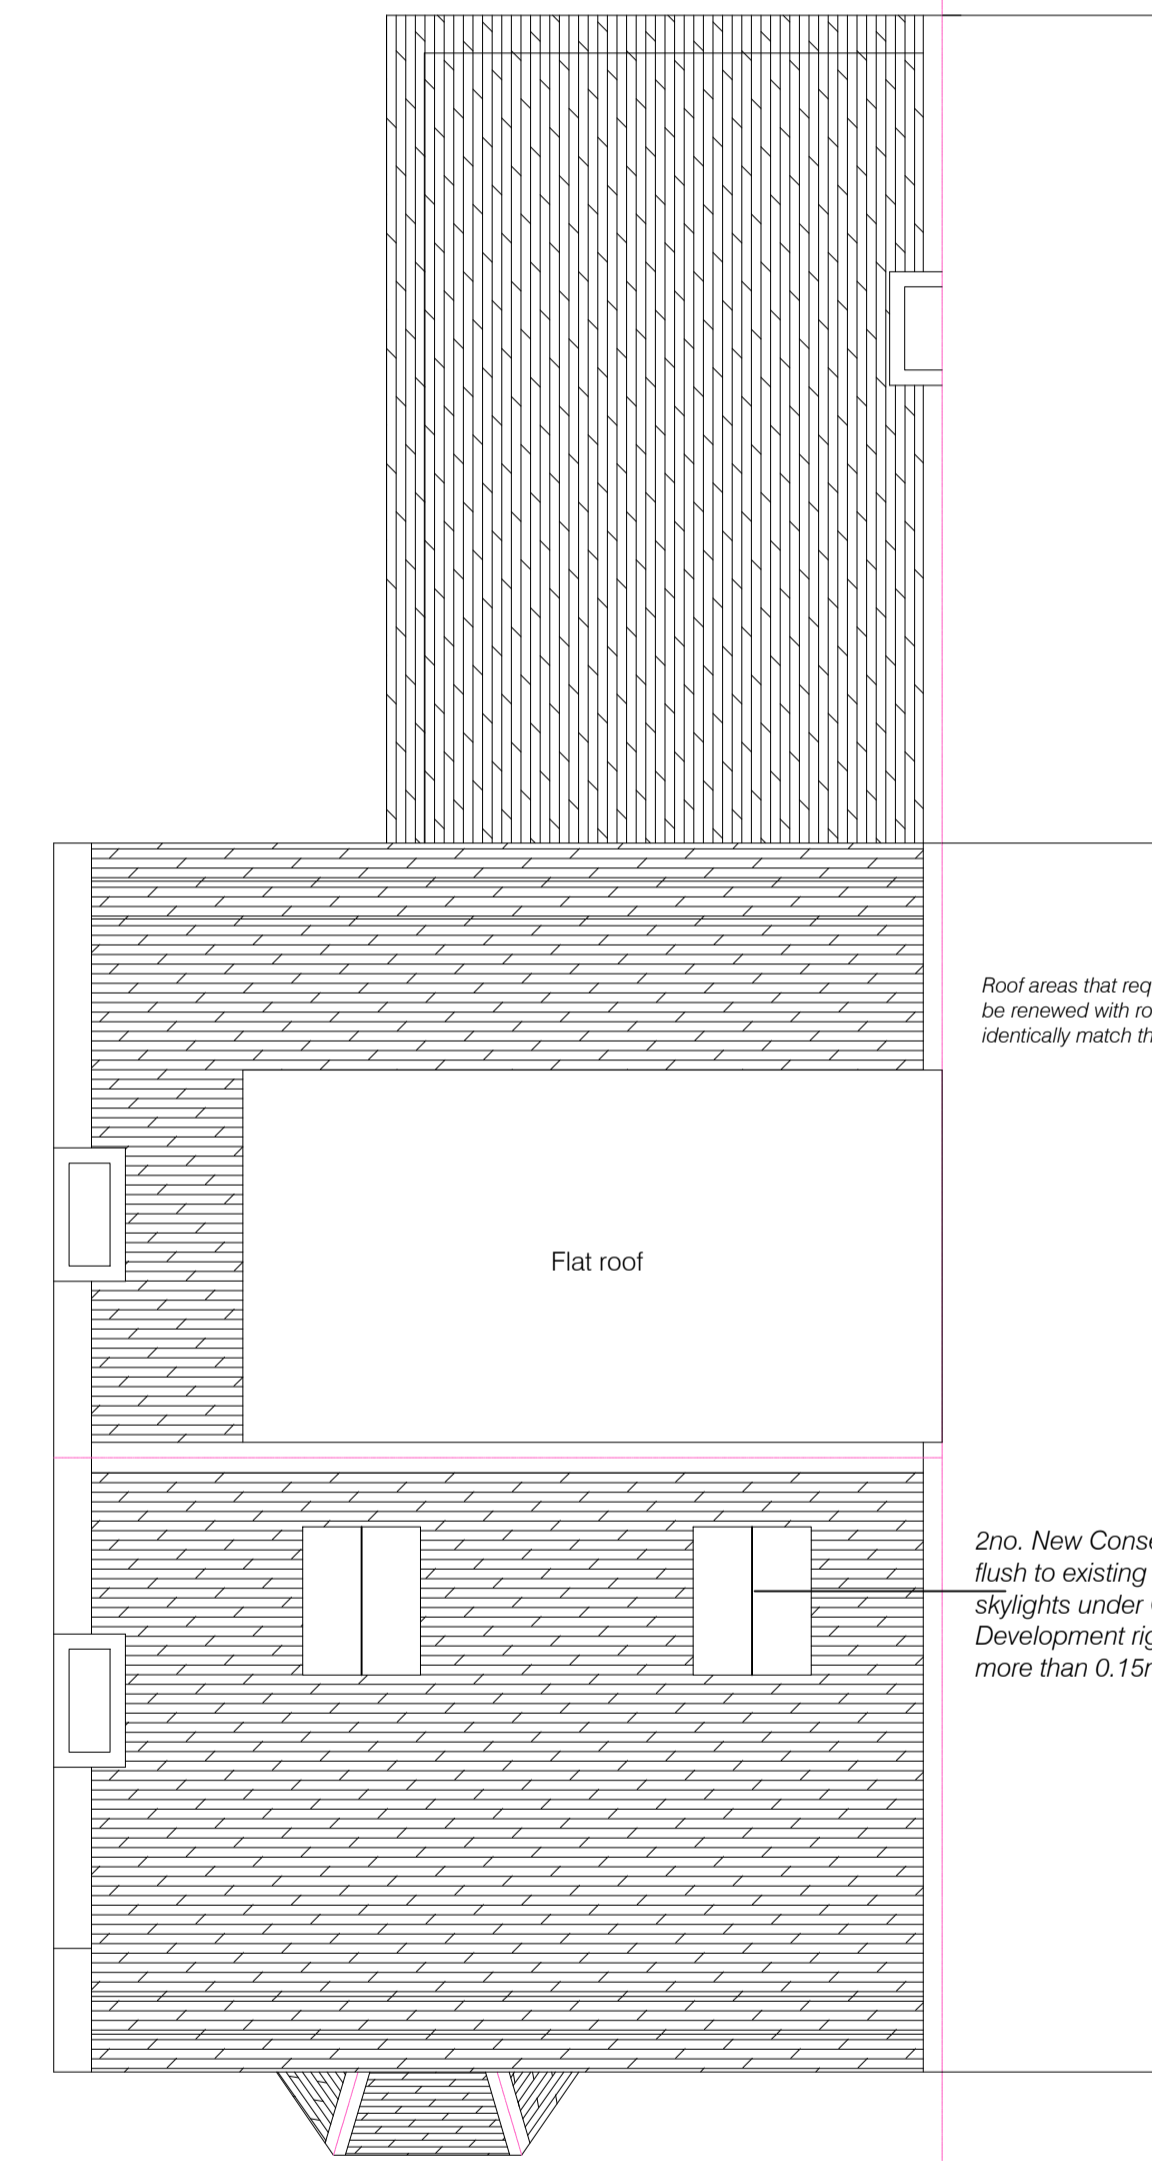 Roof areas that req
be renewed with ro
identically match th
Flat roof
2no. New Conse
flush to existing
skylights under
Development rig
more than 0.15